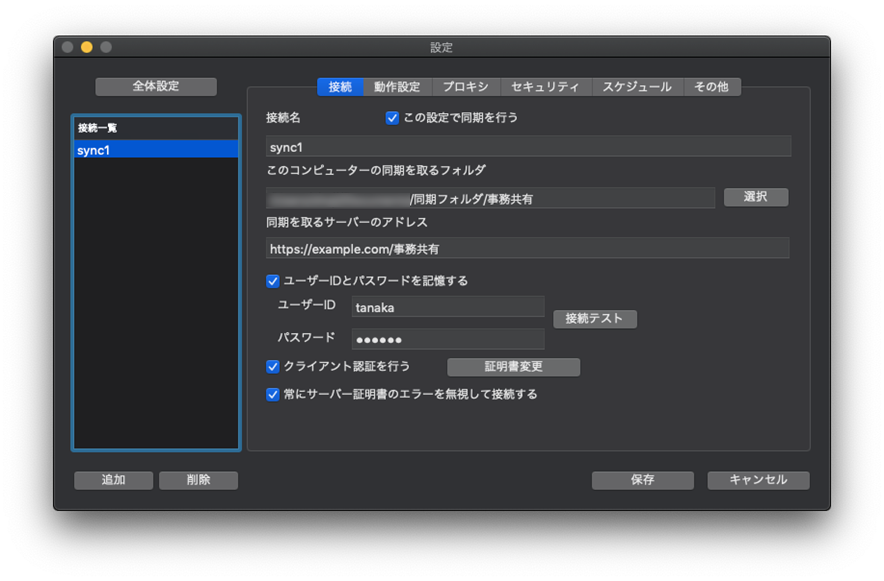 設定
全体設定
接続 動作設定 プロキシ セキュリティ スケジュール その他
接続一覧
sync1
接続名
この設定で同期を行う
sync1
このコンピューターの同期を取るフォルダ
/同期フォルダ/事務共有
選択
同期を取るサーバーのアドレス
https://example.com/事務共有
ユーザーIDとパスワードを記憶する
ユーザーID
tanaka
接続テスト
パスワード
●●●●●●
クライアント認証を行う
証明書変更
常にサーバー証明書のエラーを無視して接続する
追加
削除
保存
キャンセル